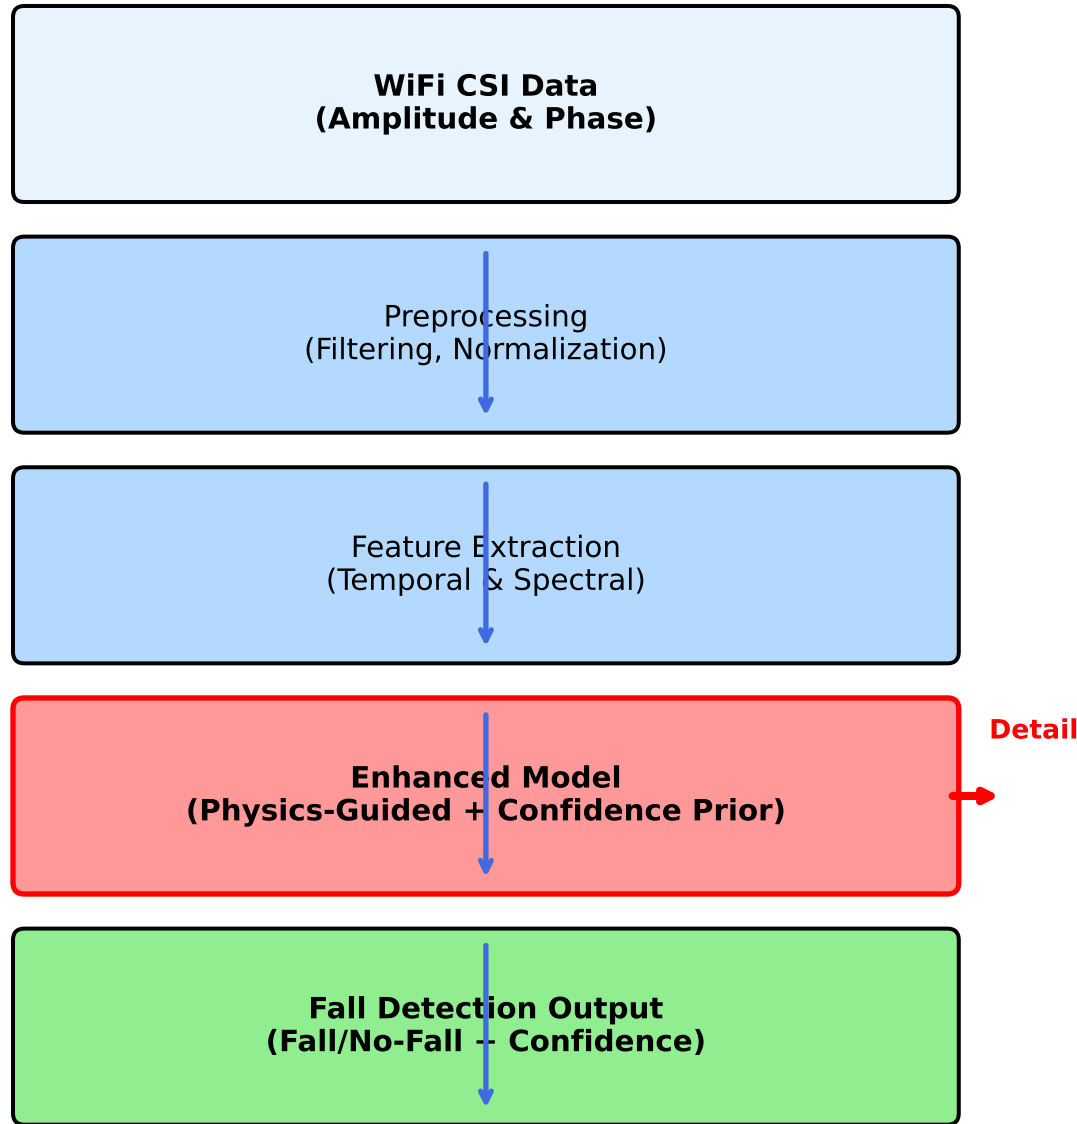 WiFi CSI Data
(Amplitude & Phase)
Preprocessing
(Filtering, Normalization)
Feature Extraction
(Temporal & Spectral)
Detail
Enhanced Model
(Physics-Guided + Confidence Prior)
Fall Detection Output
(Fall/No-Fall + Confidence)